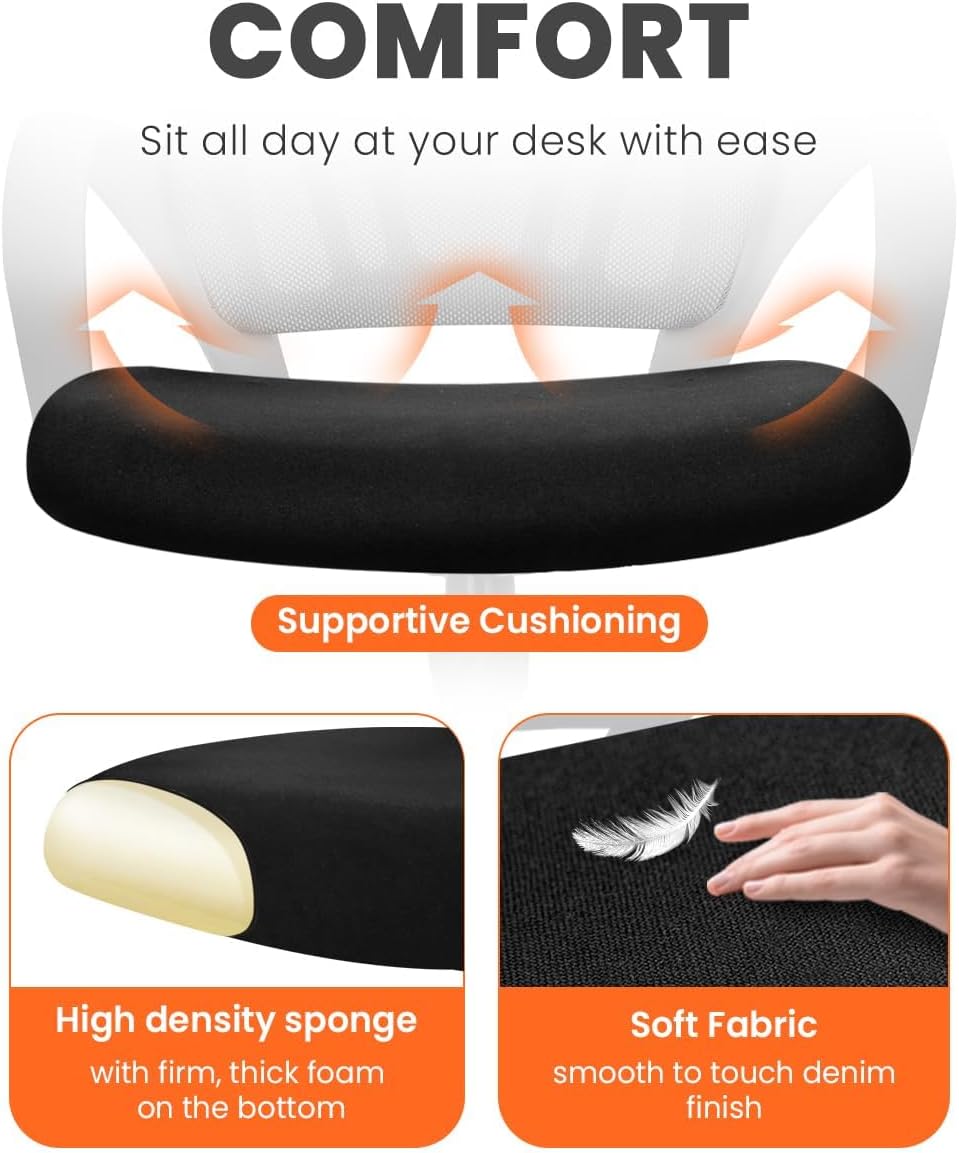 COMFORT
Sit all day at your desk with ease
Supportive Cushioning
High density sponge
with firm, thick foam
on the bottom
Soft Fabric
smooth to touch denim
finish